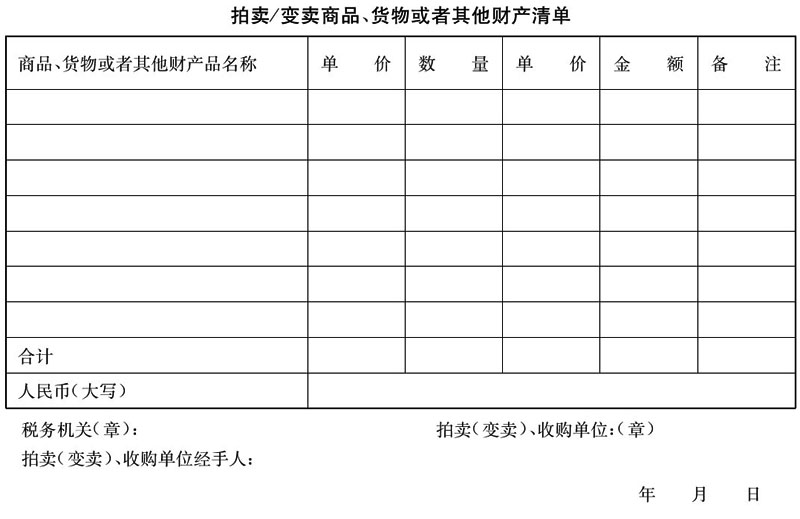 拍卖/变卖商品、货物或者其他财产清单
商品、货物或者其他财产品名称 单 价 数 量 单 价 金 额 备 注
合计
人民币(大写)
税务机关(章): 拍卖(变卖)、收购单位:(章)
拍卖(变卖)、收购单位经手人:
年 月 日